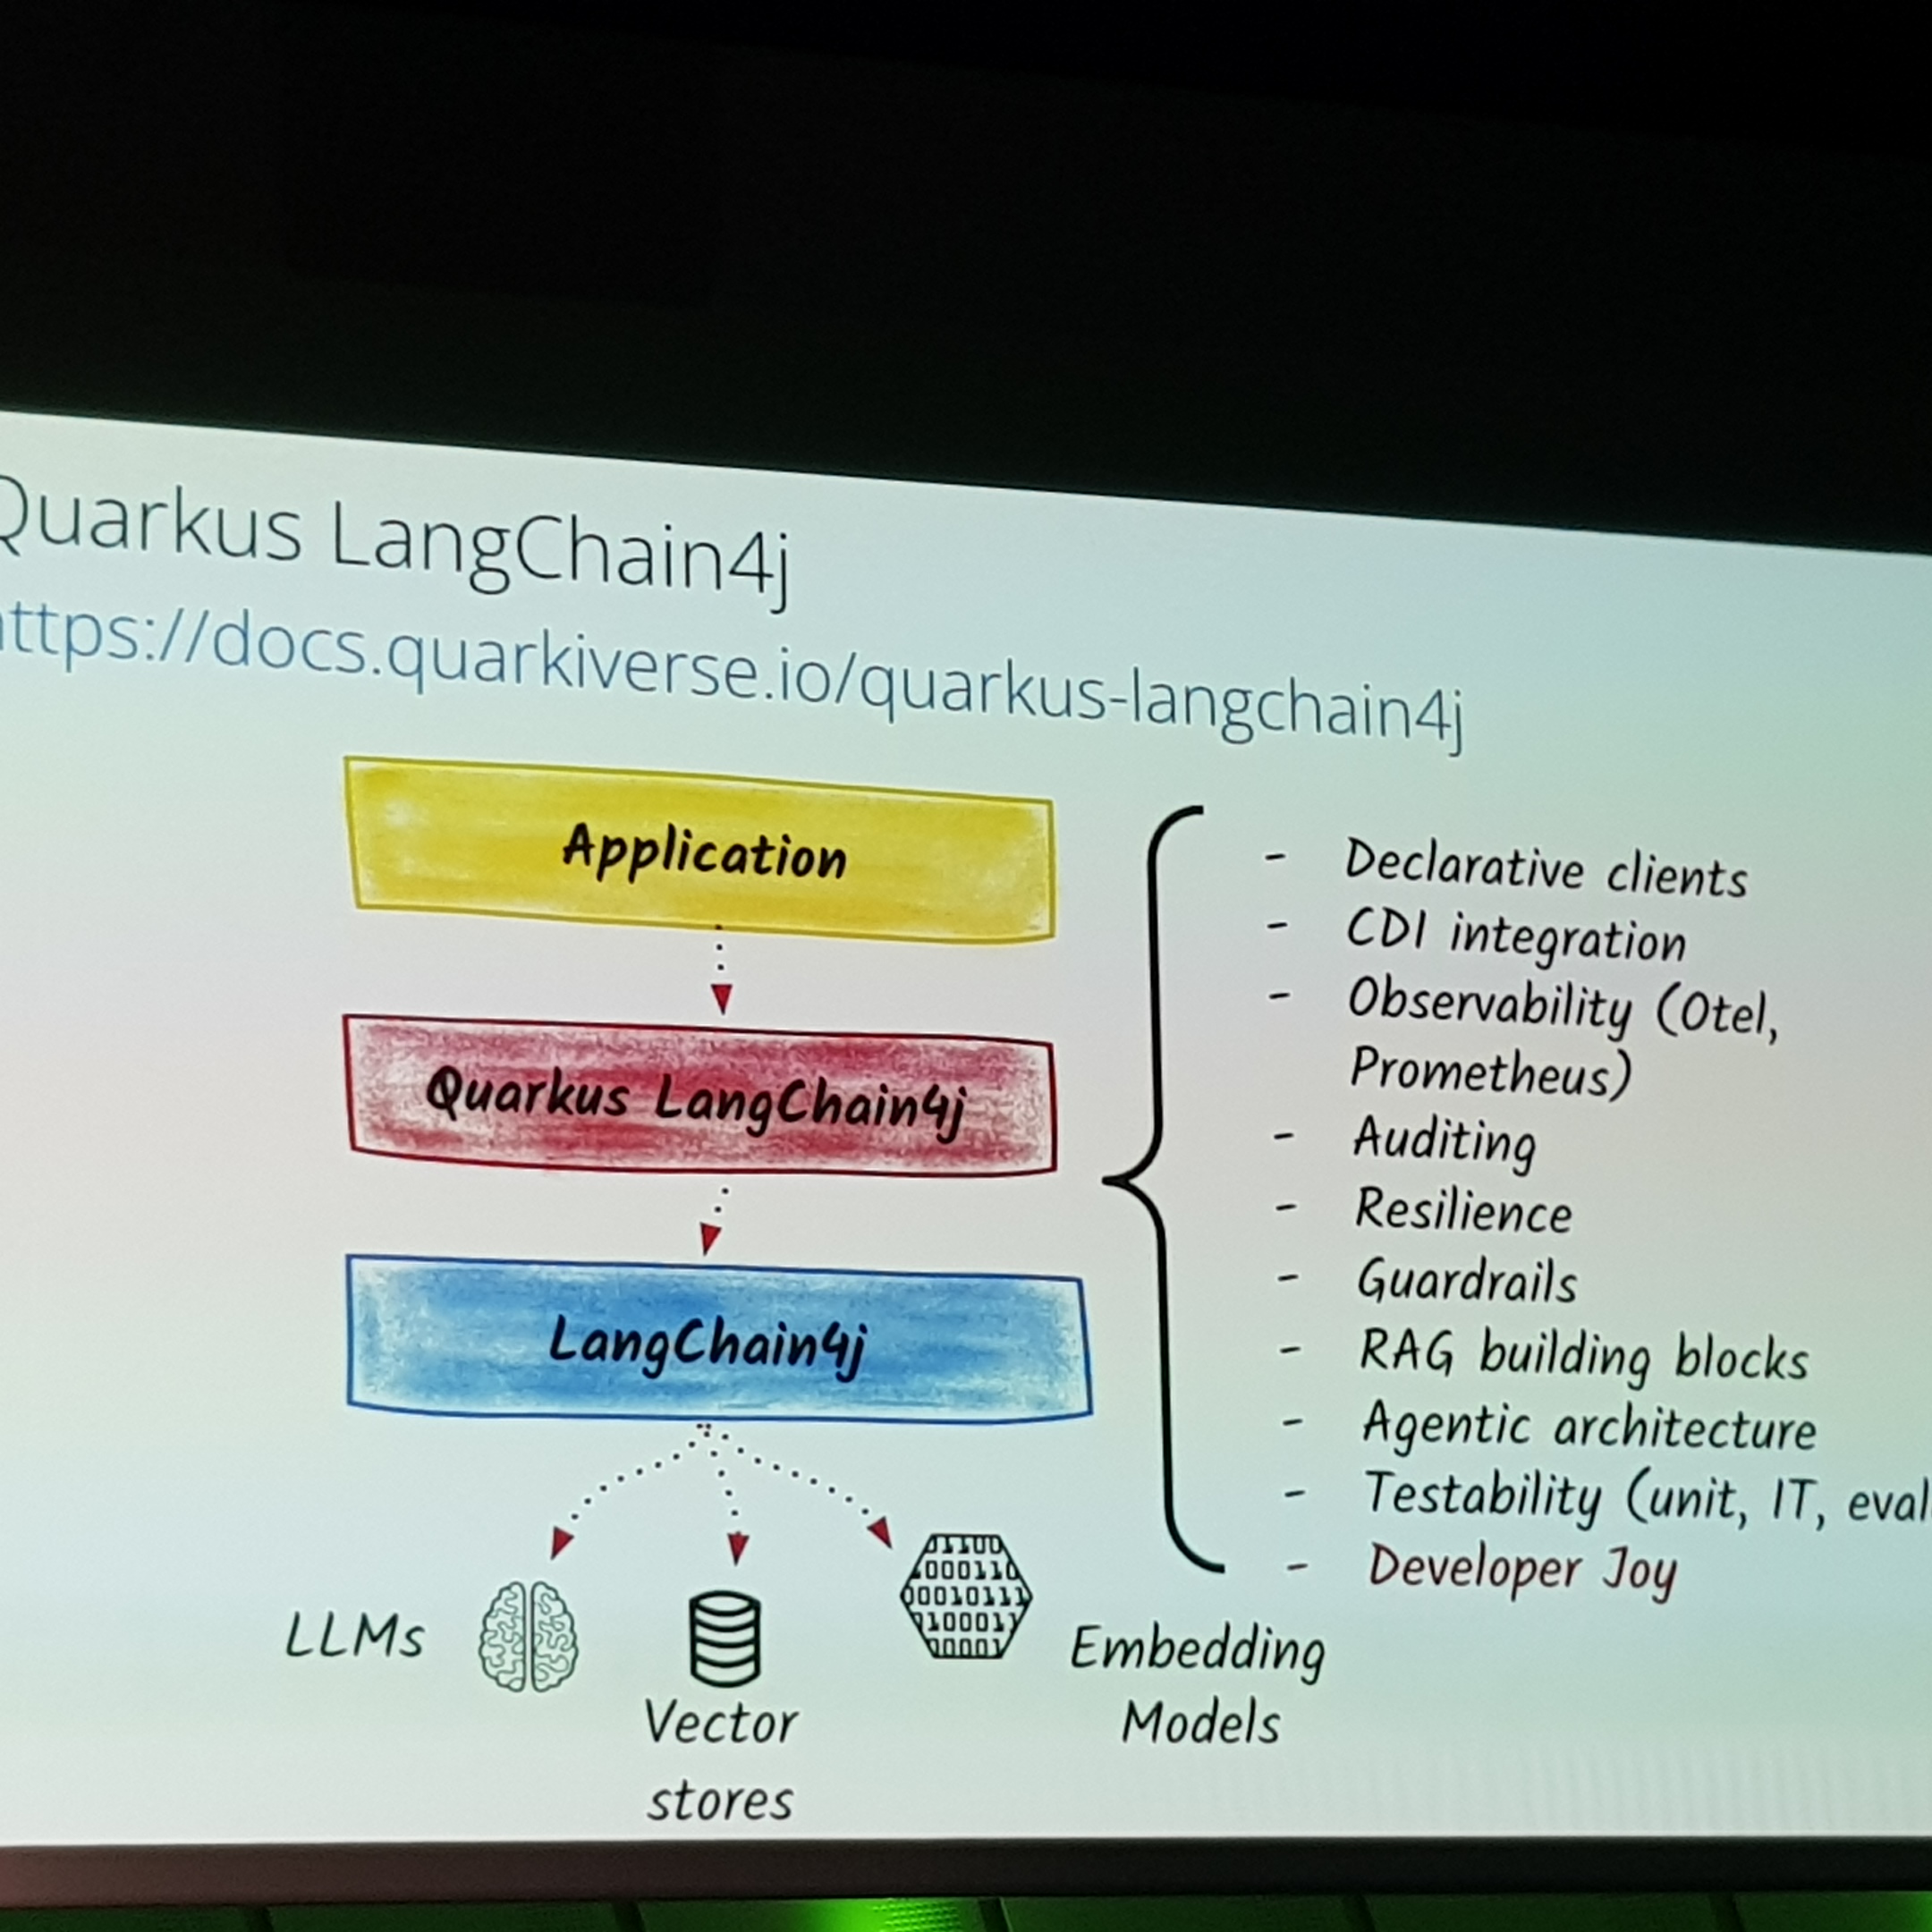 Quarkus LangChain4j
https://docs.quarkiverse.io/quarkus-langchain4j
Application
Quarkus LangChain4j
LangChain4j
LLMs
Vector
stores
Embedding
Models
- Declarative clients
- CDI integration
- Observability (Otel,
Prometheus)
- Auditing
- Resilience
- Guardrails
- RAG building blocks
- Agentic architecture
- Testability (unit, IT, eval
- Developer Joy